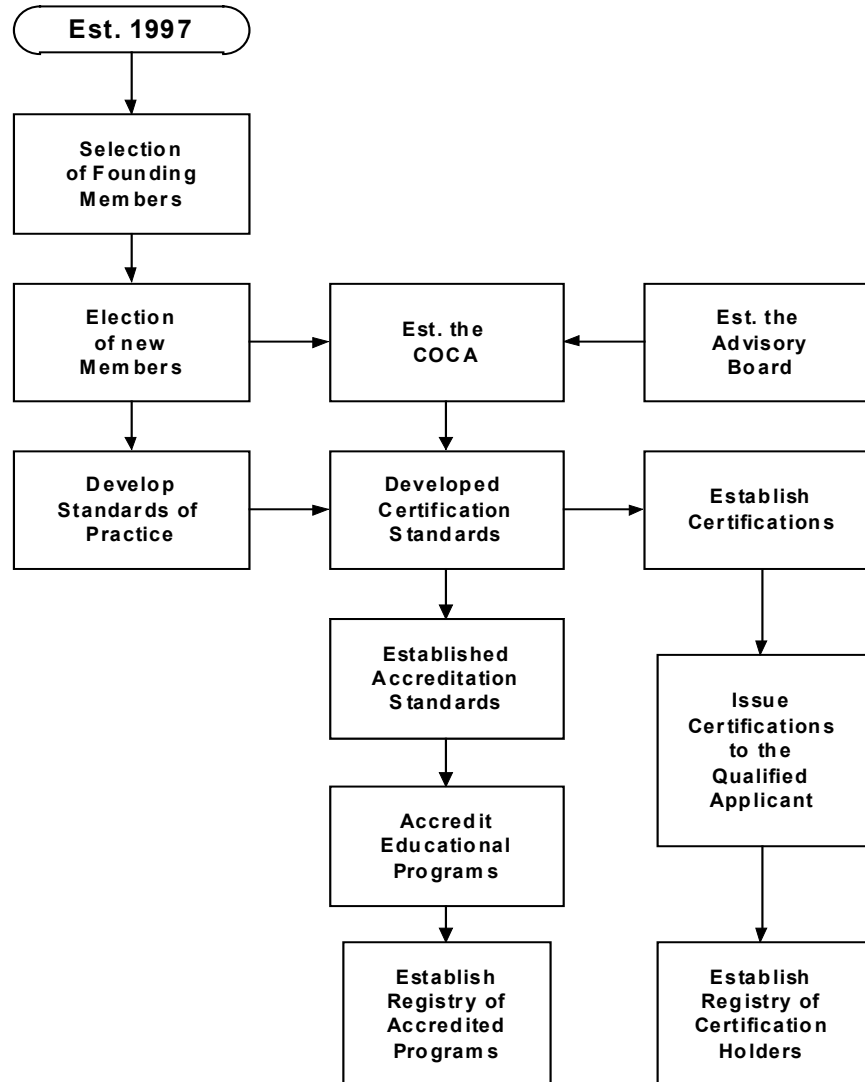 Est. 1997
Selection
of Founding
Members
Election
of new
Members
Est. the
COCA
Est. the
Advisory
Board
Develop
Standards of
Practice
Developed
Certification
Standards
Establish
Certifications
Established
Accreditation
Standards
Issue
Certifications
to the
Qualified
Applicant
Accredit
Educational
Programs
Establish
Registry of
Accredited
Programs
Establish
Registry of
Certification
Holders